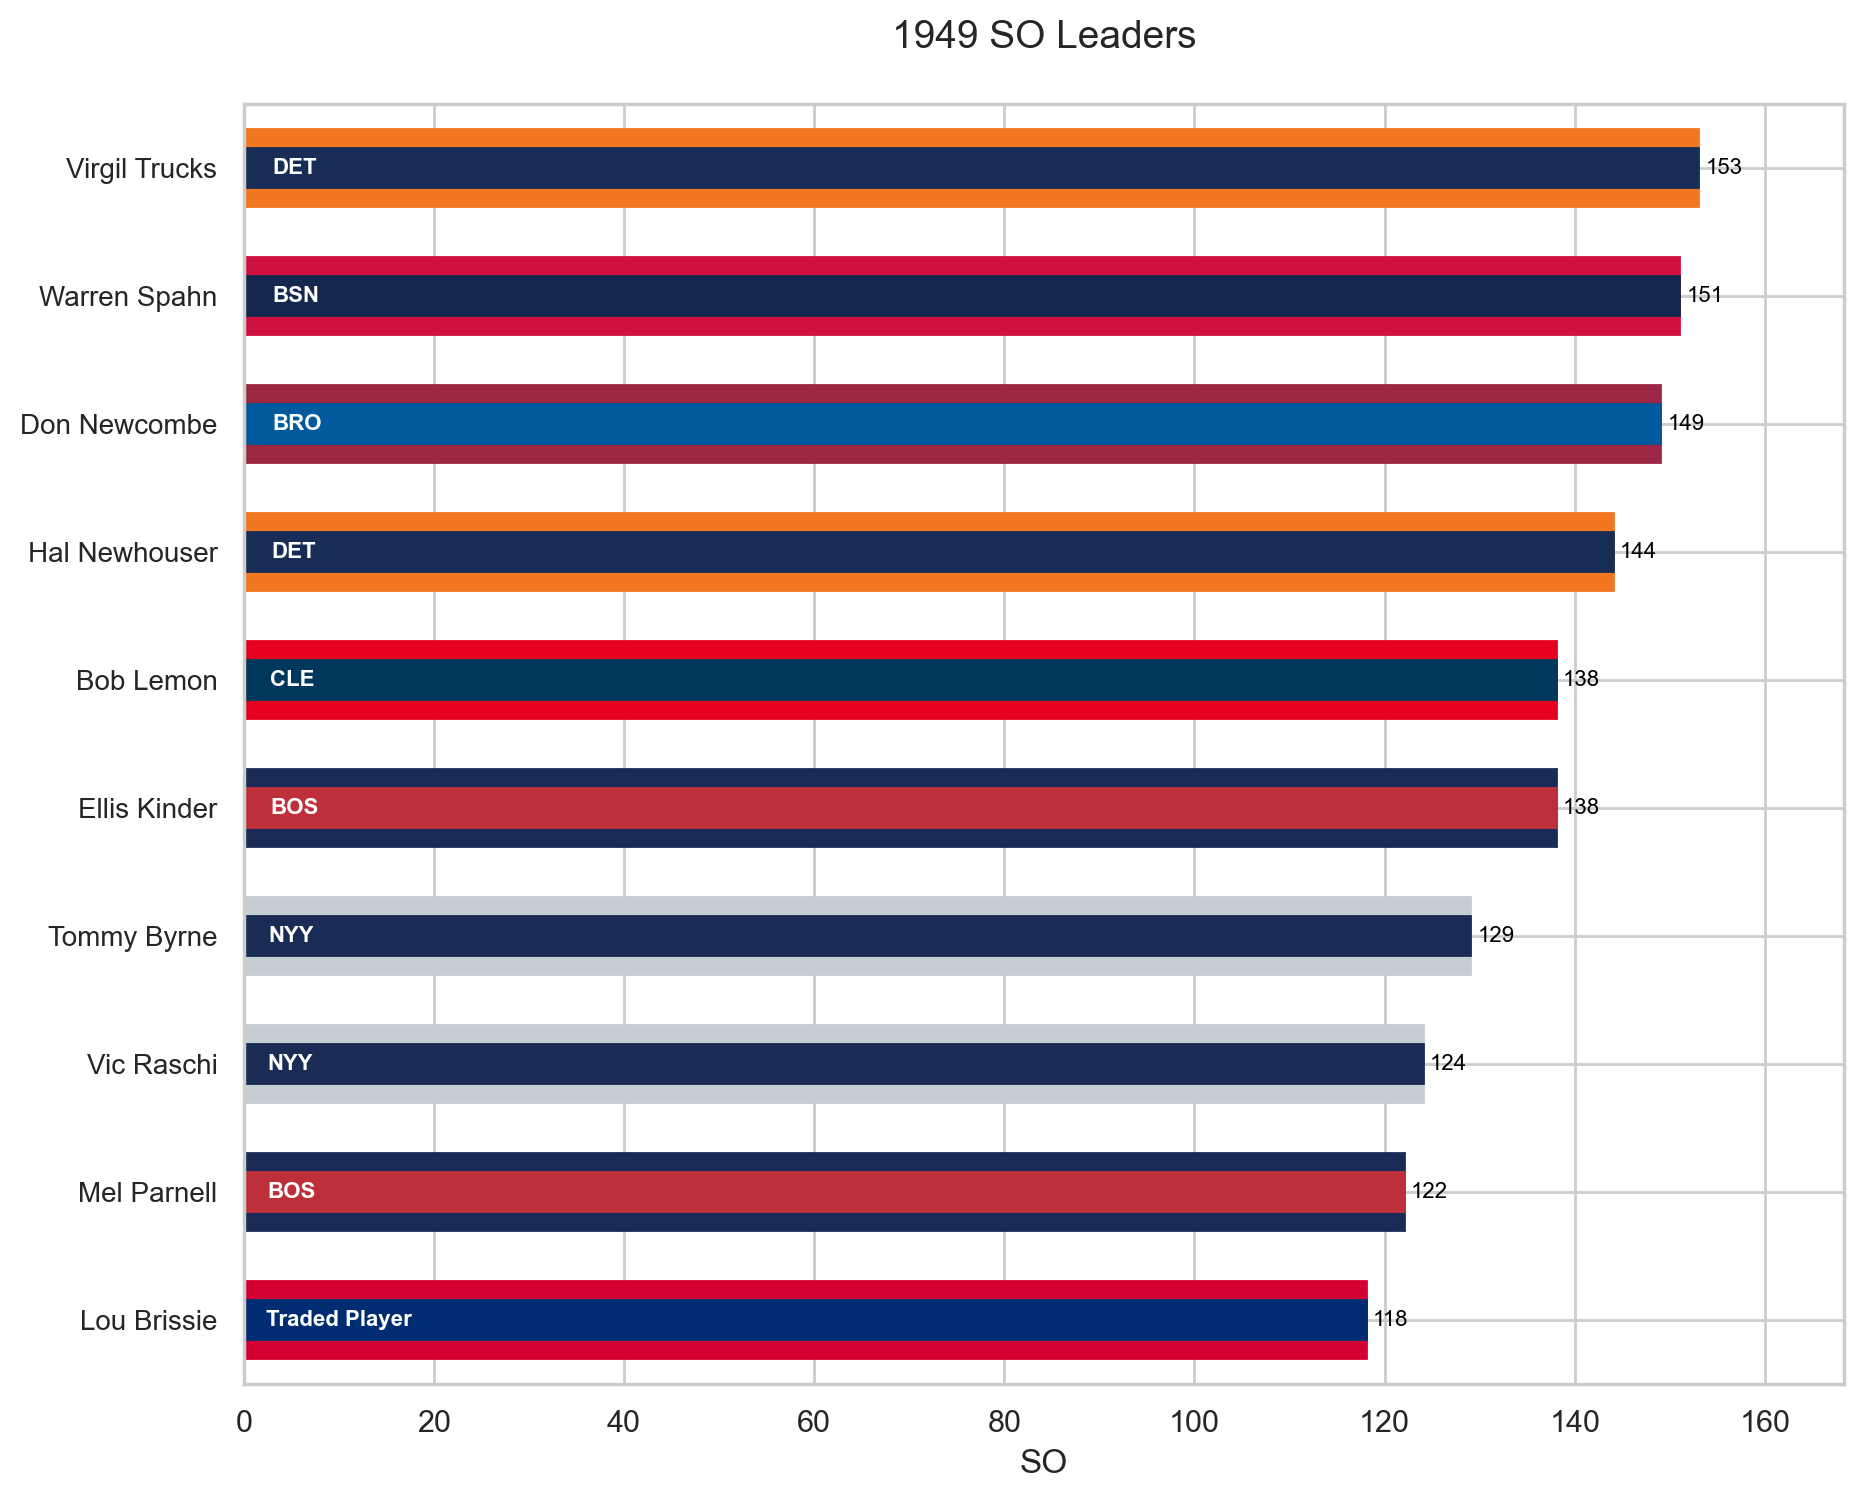 1949 SO Leaders
Virgil Trucks DET 153
Warren Spahn BSN 151
Don Newcombe BRO 149
Hal Newhouser DET 144
Bob Lemon CLE 138
Ellis Kinder BOS 138
Tommy Byrne NYY 129
Vic Raschi NYY 124
Mel Parnell BOS 122
Lou Brissie Traded Player 118
0 20 40 60 80 100 120 140 160
SO